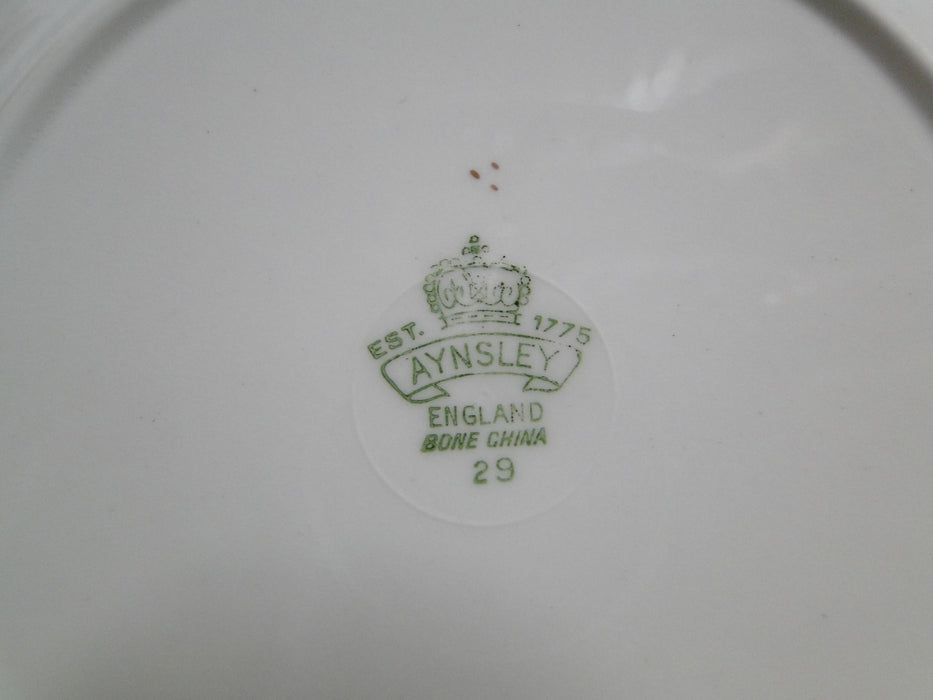 EST. 1775
AYNSLEY
ENGLAND
BONE CHINA
29